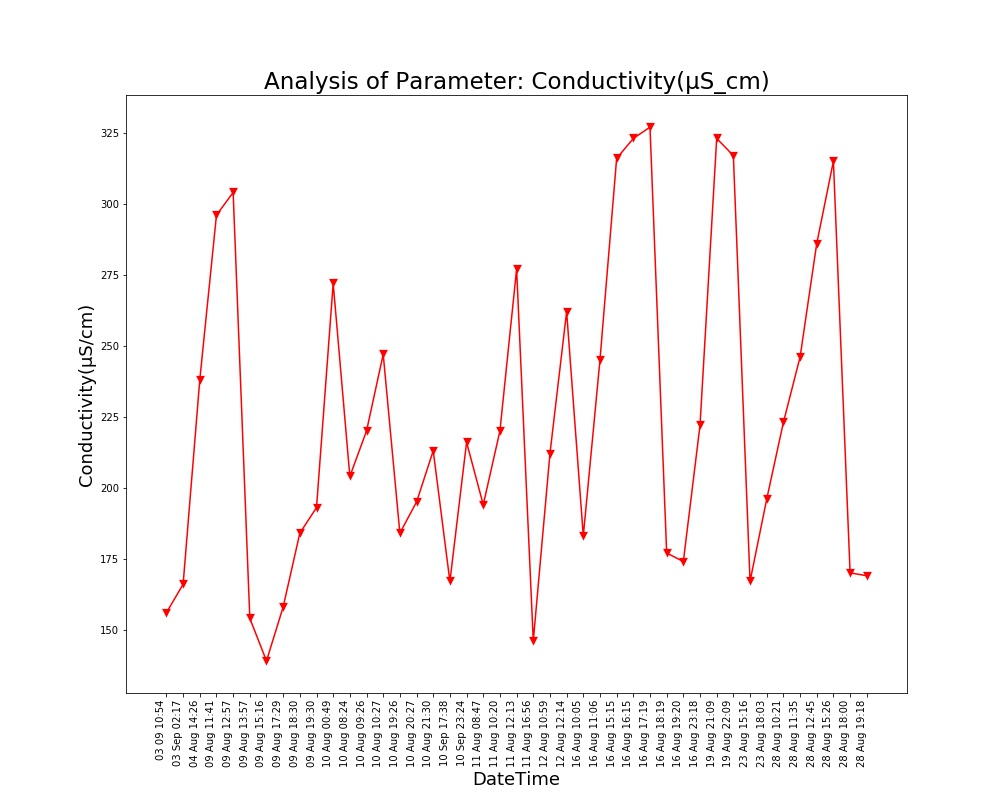 Analysis of Parameter: Conductivity(µS_cm)
Conductivity(µS/cm)
325
300
275
250
225
200
175
150
03 09 10:54
03 Sep 02:17
04 Aug 14:26
09 Aug 11:41
09 Aug 12:57
09 Aug 13:57
09 Aug 15:16
09 Aug 17:29
09 Aug 18:30
09 Aug 19:30
10 Aug 00:49
10 Aug 08:24
10 Aug 09:26
10 Aug 10:27
10 Aug 19:26
10 Aug 20:27
10 Aug 21:30
10 Sep 17:38
10 Sep 23:24
11 Aug 08:47
11 Aug 10:20
11 Aug 12:13
11 Aug 16:56
12 Aug 10:59
12 Aug 12:14
16 Aug 10:05
16 Aug 11:06
16 Aug 15:15
16 Aug 16:15
16 Aug 17:19
16 Aug 18:19
16 Aug 19:20
16 Aug 23:18
19 Aug 21:09
19 Aug 22:09
23 Aug 15:16
23 Aug 18:03
28 Aug 10:21
28 Aug 11:35
28 Aug 12:45
28 Aug 15:26
28 Aug 18:00
28 Aug 19:18
DateTime